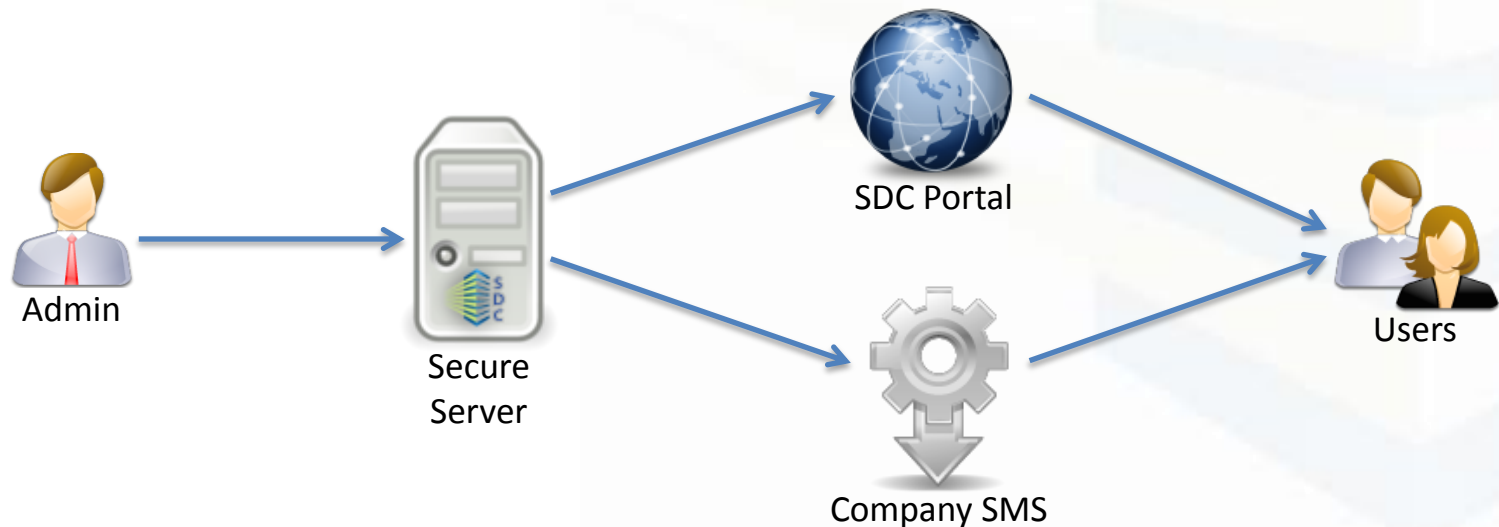 SDC Portal
Admin
S
D
C
Users
Secure
Server
Company SMS